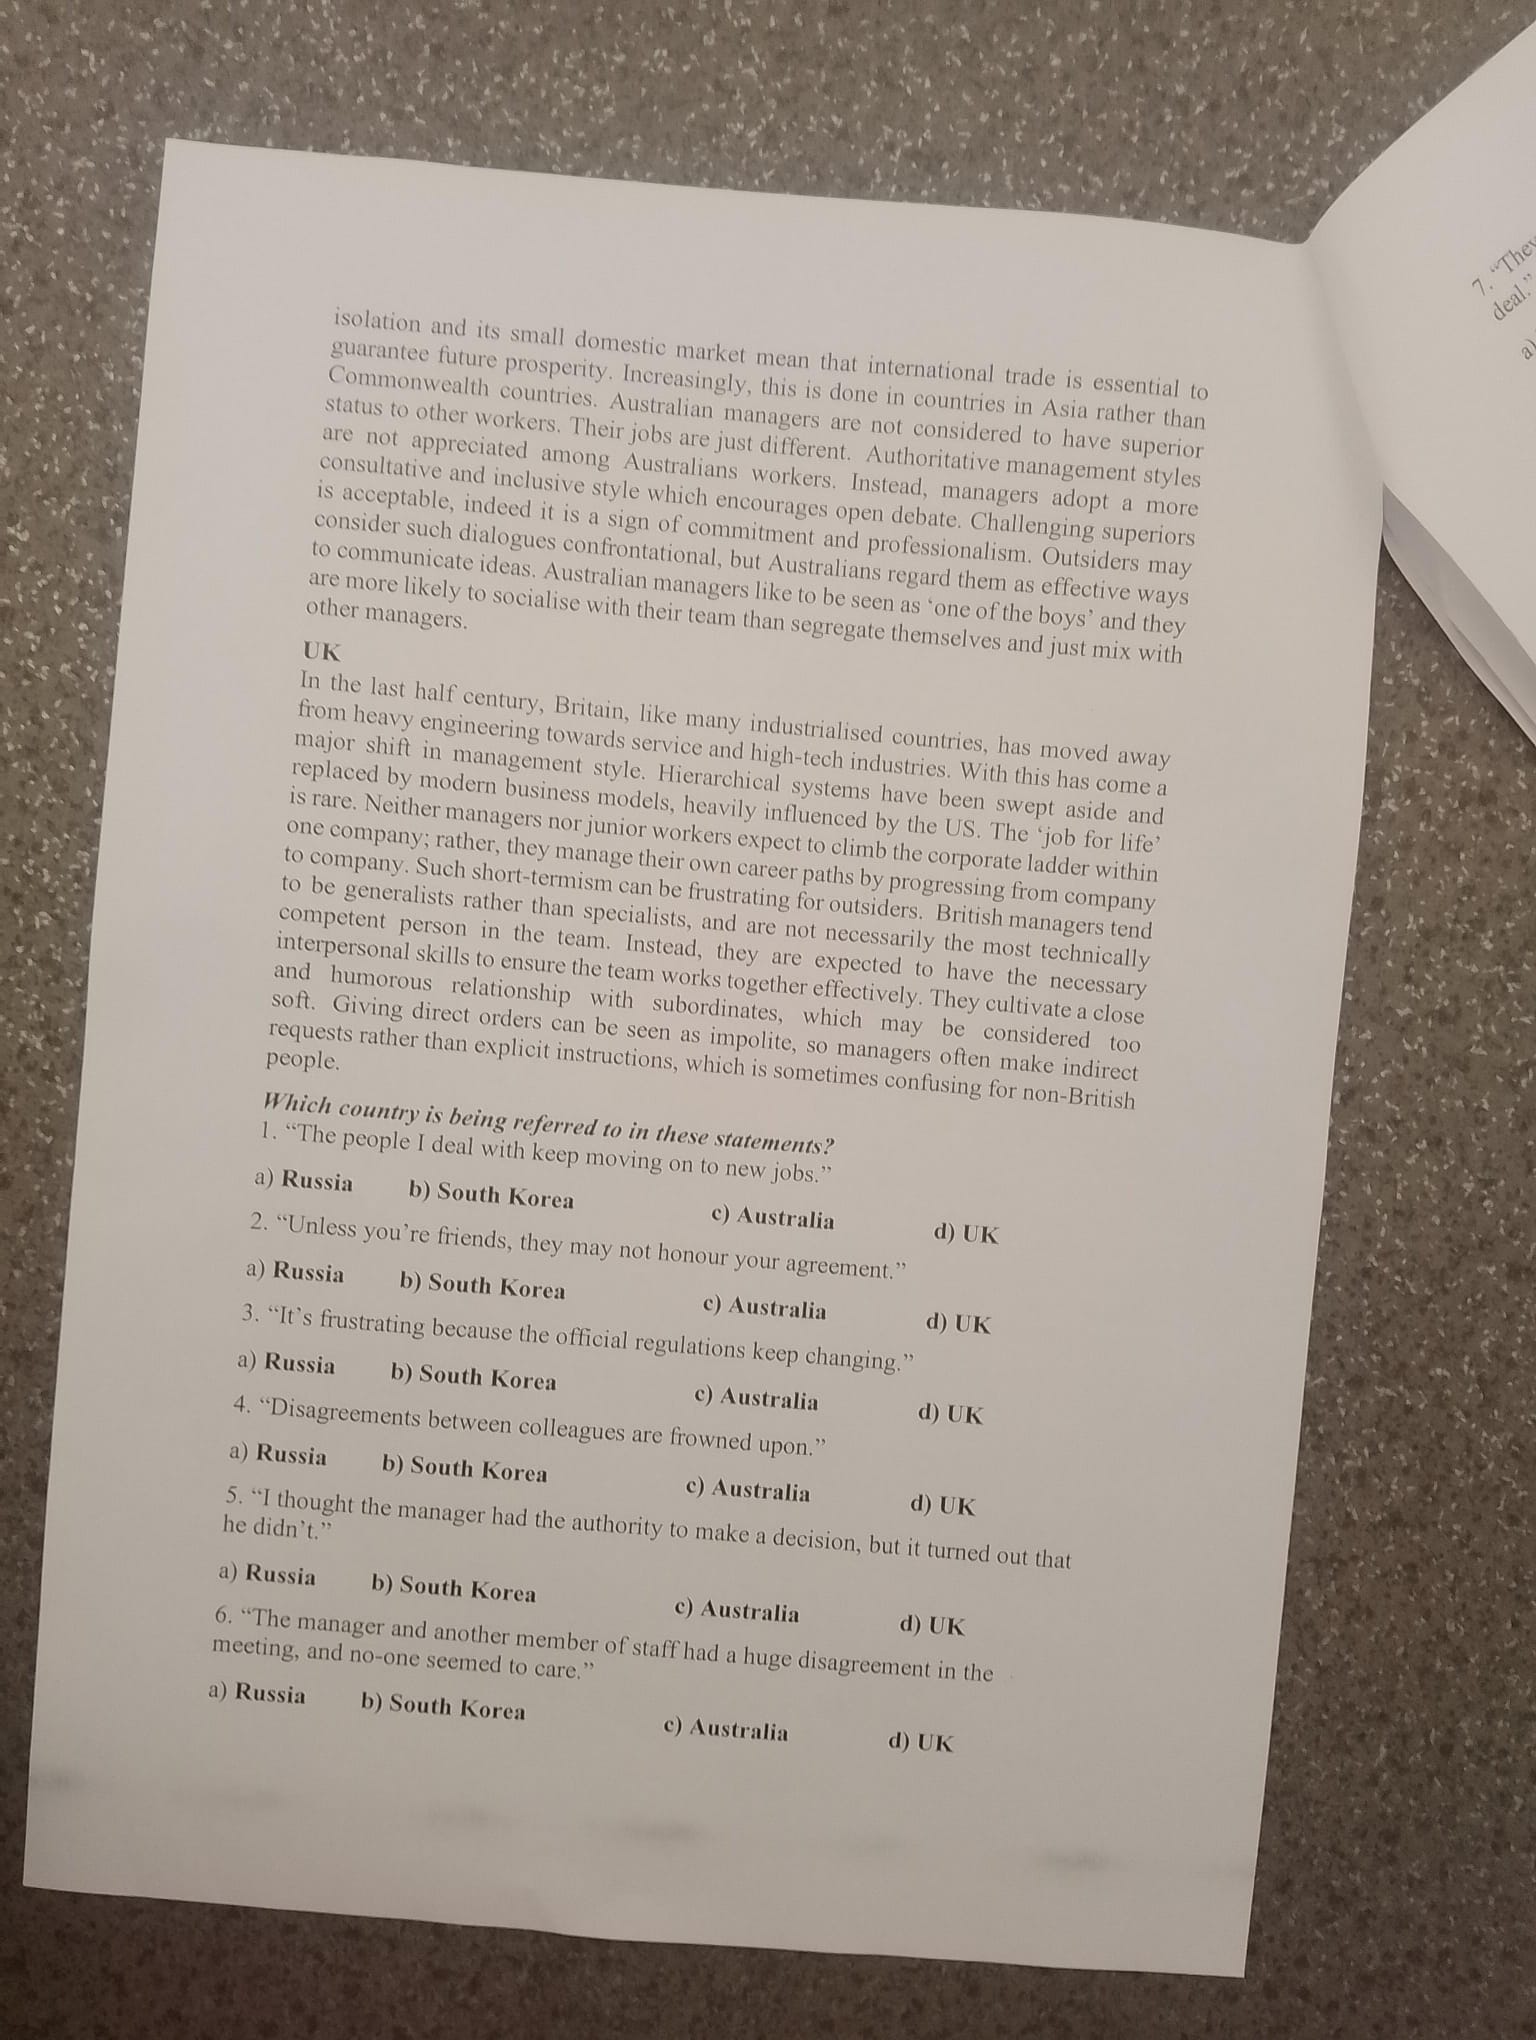 isolation and its small domestic market mean that international trade is essential to
guarantee future prosperity. Increasingly, this is done in countries in Asia rather than
Commonwealth countries. Australian managers are not considered to have superior
status to other workers. Their jobs are just different. Authoritative management styles
are not appreciated among Australians workers. Instead, managers adopt a more
consultative and inclusive style which encourages open debate. Challenging superiors
is acceptable, indeed it is a sign of commitment and professionalism. Outsiders may
consider such dialogues confrontational, but Australians regard them as effective ways
to communicate ideas. Australian managers like to be seen as ‘one of the boys’ and they
are more likely to socialise with their team than segregate themselves and just mix with
other managers.
UK
In the last half century, Britain, like many industrialised countries, has moved away
from heavy engineering towards service and high-tech industries. With this has come a
major shift in management style. Hierarchical systems have been swept aside and
replaced by modern business models, heavily influenced by the US. The ‘job for life’
is rare. Neither managers nor junior workers expect to climb the corporate ladder within
one company; rather, they manage their own career paths by progressing from company
to company. Such short-termism can be frustrating for outsiders. British managers tend
to be generalists rather than specialists, and are not necessarily the most technically
competent person in the team. Instead, they are expected to have the necessary
interpersonal skills to ensure the team works together effectively. They cultivate a close
and humorous relationship with subordinates, which may be considered too
soft. Giving direct orders can be seen as impolite, so managers often make indirect
requests rather than explicit instructions, which is sometimes confusing for non-British
people.
Which country is being referred to in these statements?
1. “The people I deal with keep moving on to new jobs.”
a) Russia b) South Korea c) Australia d) UK
2. “Unless you’re friends, they may not honour your agreement.”
a) Russia b) South Korea c) Australia d) UK
3. “It’s frustrating because the official regulations keep changing.”
a) Russia b) South Korea c) Australia d) UK
4. “Disagreements between colleagues are frowned upon.”
a) Russia b) South Korea c) Australia d) UK
5. “I thought the manager had the authority to make a decision, but it turned out that
he didn’t.”
a) Russia b) South Korea c) Australia d) UK
6. “The manager and another member of staff had a huge disagreement in the
meeting, and no-one seemed to care.”
a) Russia b) South Korea c) Australia d) UK
7. “They
deal.”
a)